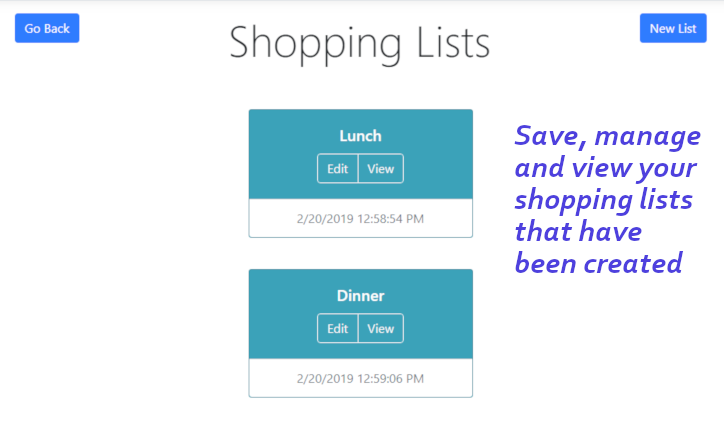 Go Back
Shopping Lists
New List
Lunch
Edit View
2/20/2019 12:58:54 PM
Dinner
Edit View
2/20/2019 12:59:06 PM
Save, manage
and view your
shopping lists
that have
been created